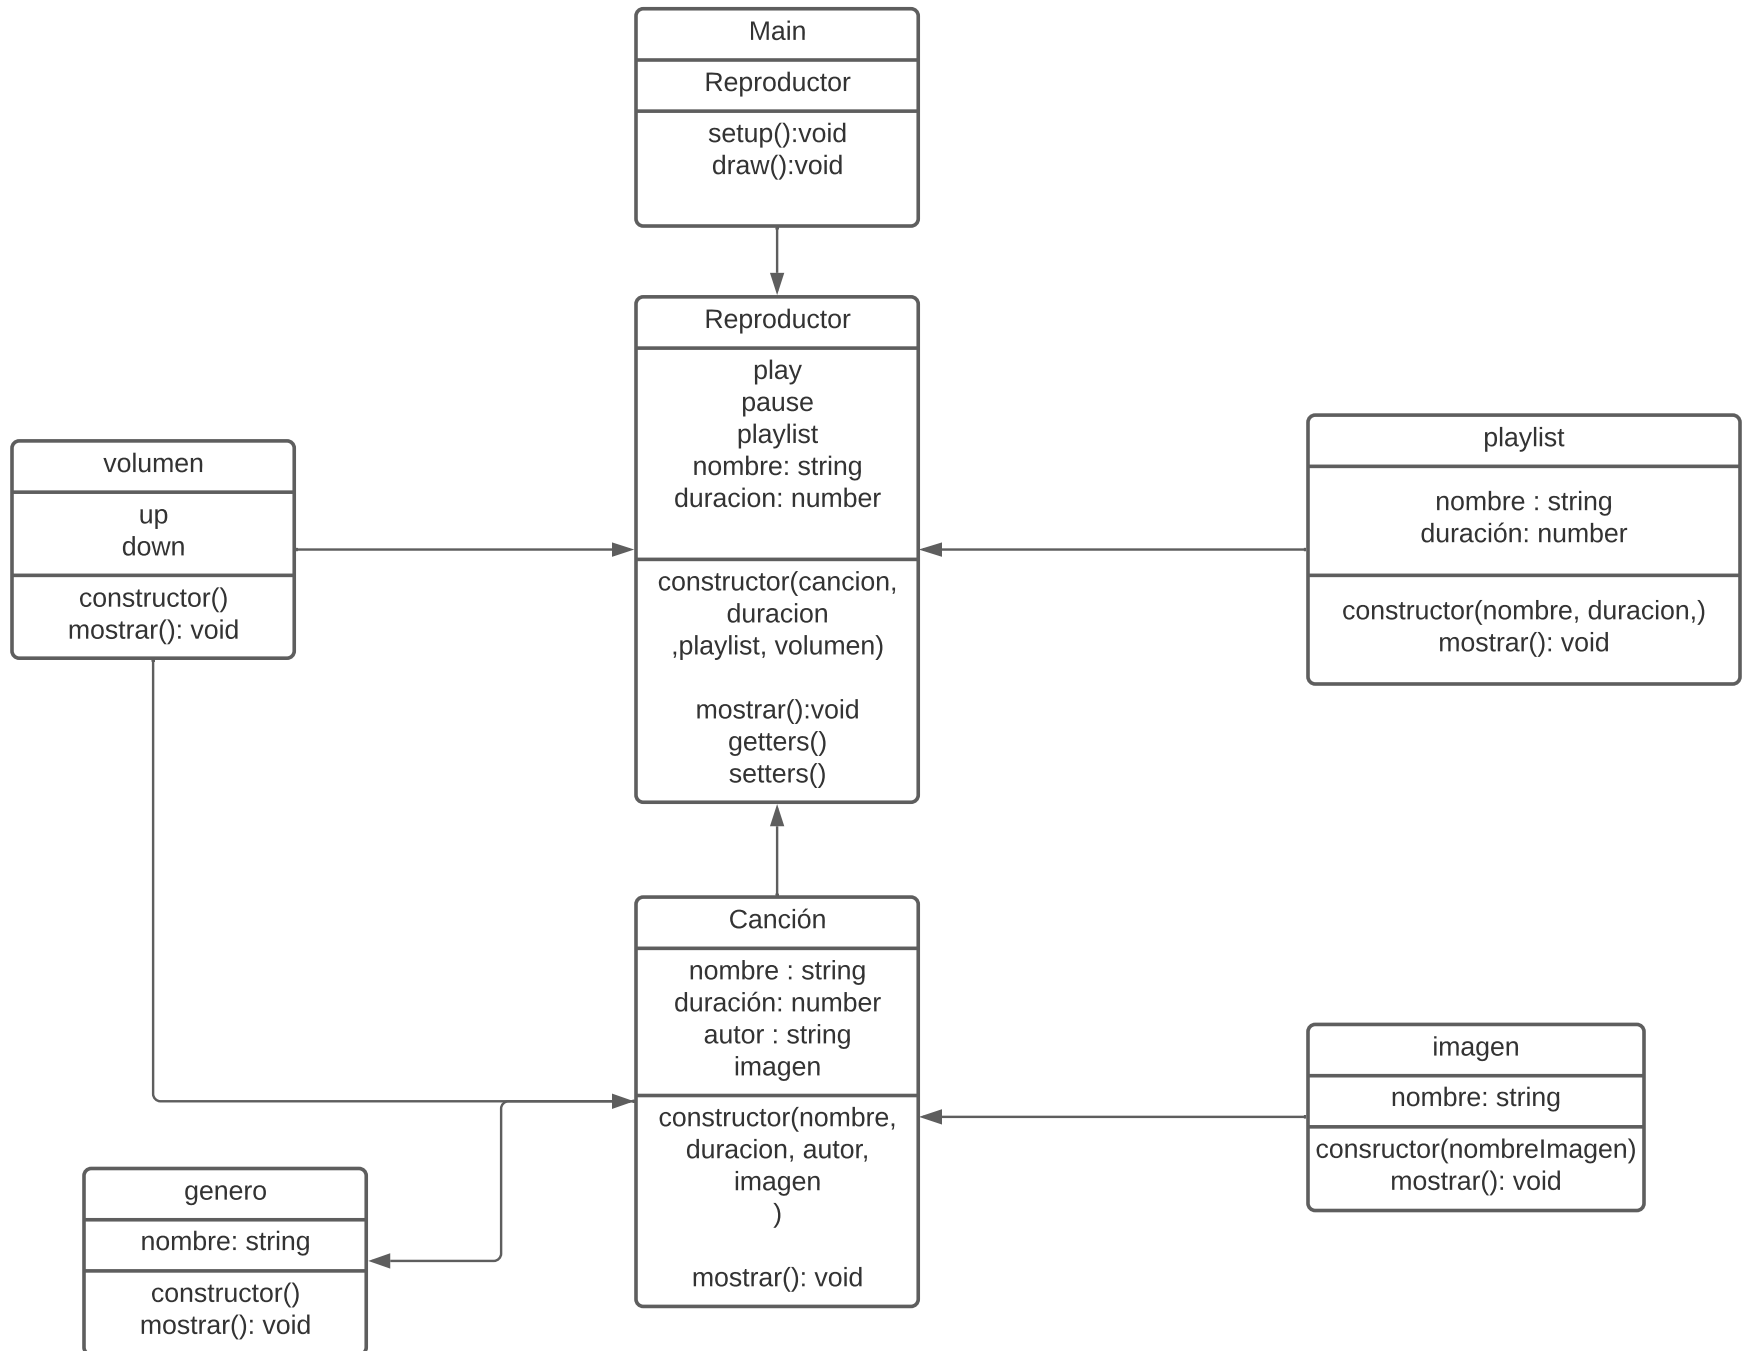 Main
Reproductor
setup():void
draw():void
Reproductor
play
pause
playlist
nombre: string
duracion: number
constructor(cancion,
duracion
,playlist, volumen)
mostrar():void
getters()
setters()
volumen
up
down
constructor()
mostrar(): void
playlist
nombre : string
duración: number
constructor(nombre, duracion,)
mostrar(): void
Canción
nombre : string
duración: number
autor : string
imagen
constructor(nombre,
duracion, autor,
imagen
)
mostrar(): void
imagen
nombre: string
consructor(nombreImagen)
mostrar(): void
genero
nombre: string
constructor()
mostrar(): void